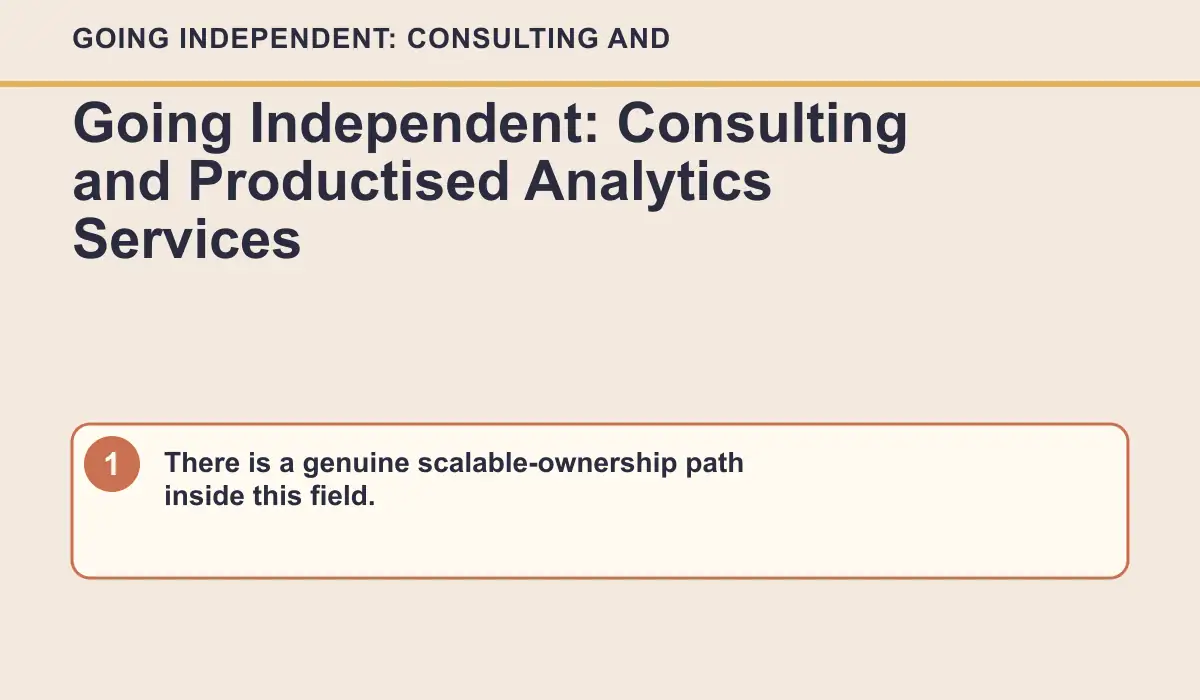 GOING INDEPENDENT: CONSULTING AND
Going Independent: Consulting
and Productised Analytics
Services
1
There is a genuine scalable-ownership path
inside this field.